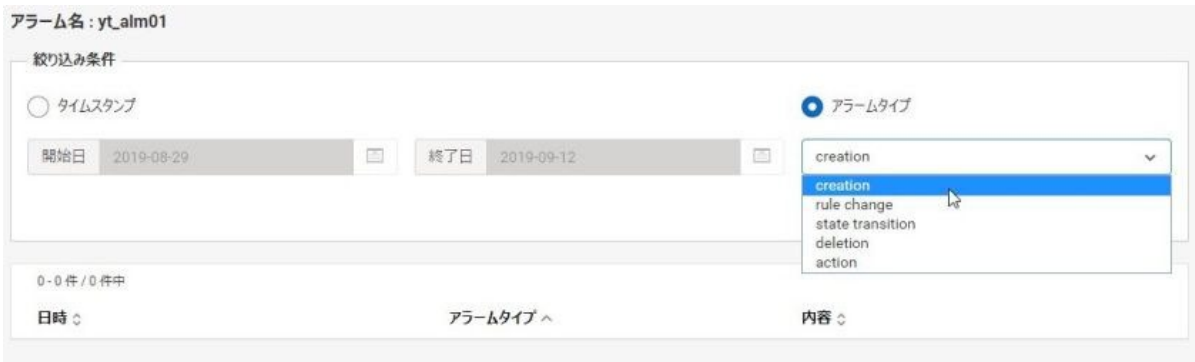 アラーム名 : yt_alm01
絞り込み条件
タイムスタンプ アラームタイプ
開始日 2019-08-29 終了日 2019-09-12 creation
creation
rule change
state transition
deletion
action
0 - 0 件 / 0 件中
日時 アラームタイプ 内容